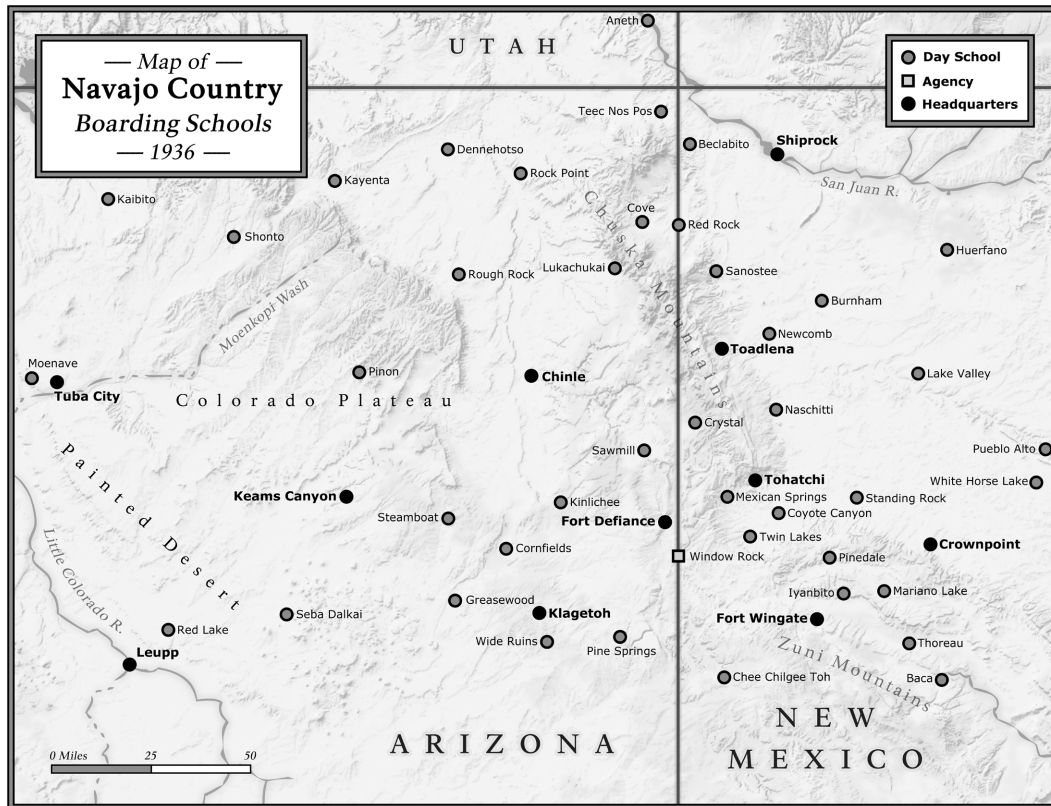 — Map of —
Navajo Country
Boarding Schools
— 1936 —
UTAH
Aneth
Day School
Agency
Headquarters
Teec Nos Pos
Beclabito
Shiprock
San Juan R.
Dennehotso
Rock Point
Kayenta
Kaibito
Shonto
Chuska Mountains
Cove
Red Rock
Huerfano
Rough Rock
Lukachukai
Sanostee
Burnham
Moenkopi Wash
Newcomb
Toadlena
Moenave
Tuba City
Pinon
Chinle
Lake Valley
Colorado Plateau
Naschitti
Crystal
Sawmill
Pueblo Alto
Painted Desert
Tohatchi
White Horse Lake
Keams Canyon
Mexican Springs
Standing Rock
Kinlichee
Steamboat
Fort Defiance
Coyote Canyon
Twin Lakes
Crownpoint
Cornfields
Window Rock
Pinedale
Little Colorado R.
Iyanbito
Mariano Lake
Greasewood
Klagetoh
Seba Dalkai
Fort Wingate
Red Lake
Wide Ruins
Pine Springs
Thoreau
Leupp
Zuni Mountains
Chee Chilgee Toh
Baca
ARIZONA
NEW
MEXICO
0 Miles 25 50